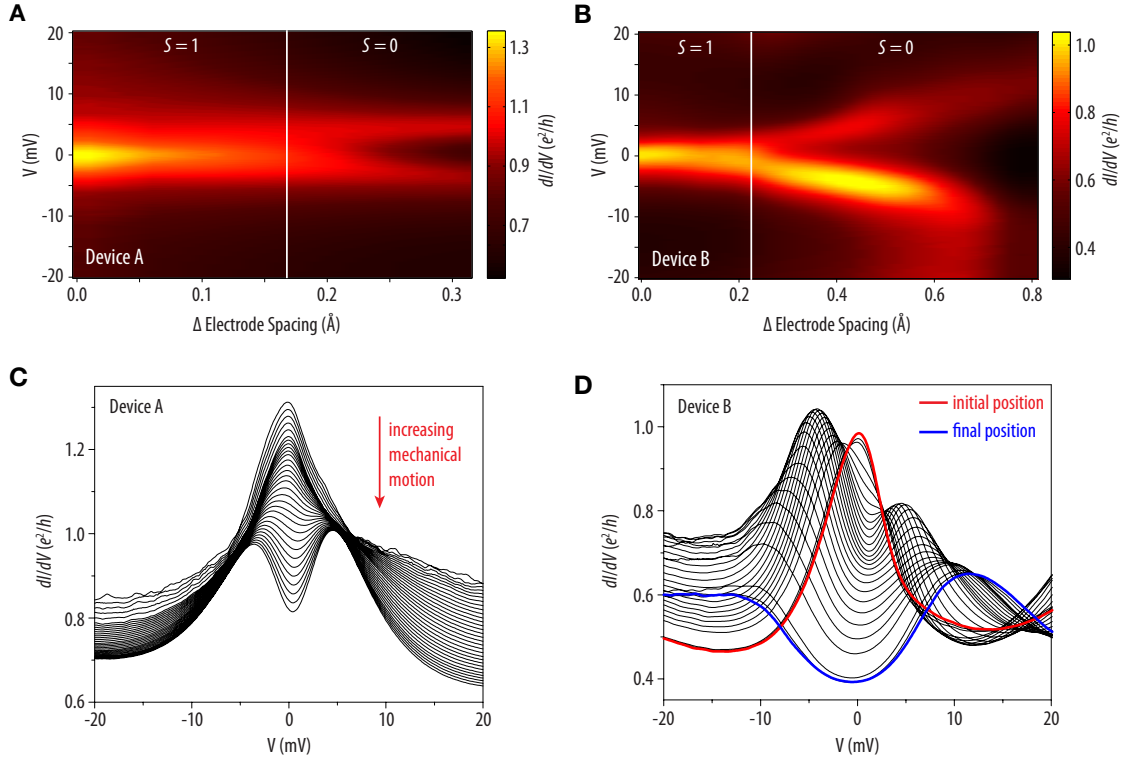 A
S = 1
S = 0
20
10
0
-10
-20
V (mV)
Device A
0.0
0.1
0.2
0.3
Δ Electrode Spacing (Å)
1.3
1.1
0.9
0.7
dI/dV (e²/h)
B
S = 1
S = 0
20
10
0
-10
-20
V (mV)
Device B
0.0
0.2
0.4
0.6
0.8
Δ Electrode Spacing (Å)
1.0
0.8
0.6
0.4
dI/dV (e²/h)
C
Device A
increasing
mechanical
motion
1.2
1.0
0.8
0.6
dI/dV (e²/h)
-20
-10
0
10
20
V (mV)
D
Device B
initial position
final position
1.0
0.8
0.6
0.4
dI/dV (e²/h)
-20
-10
0
10
20
V (mV)